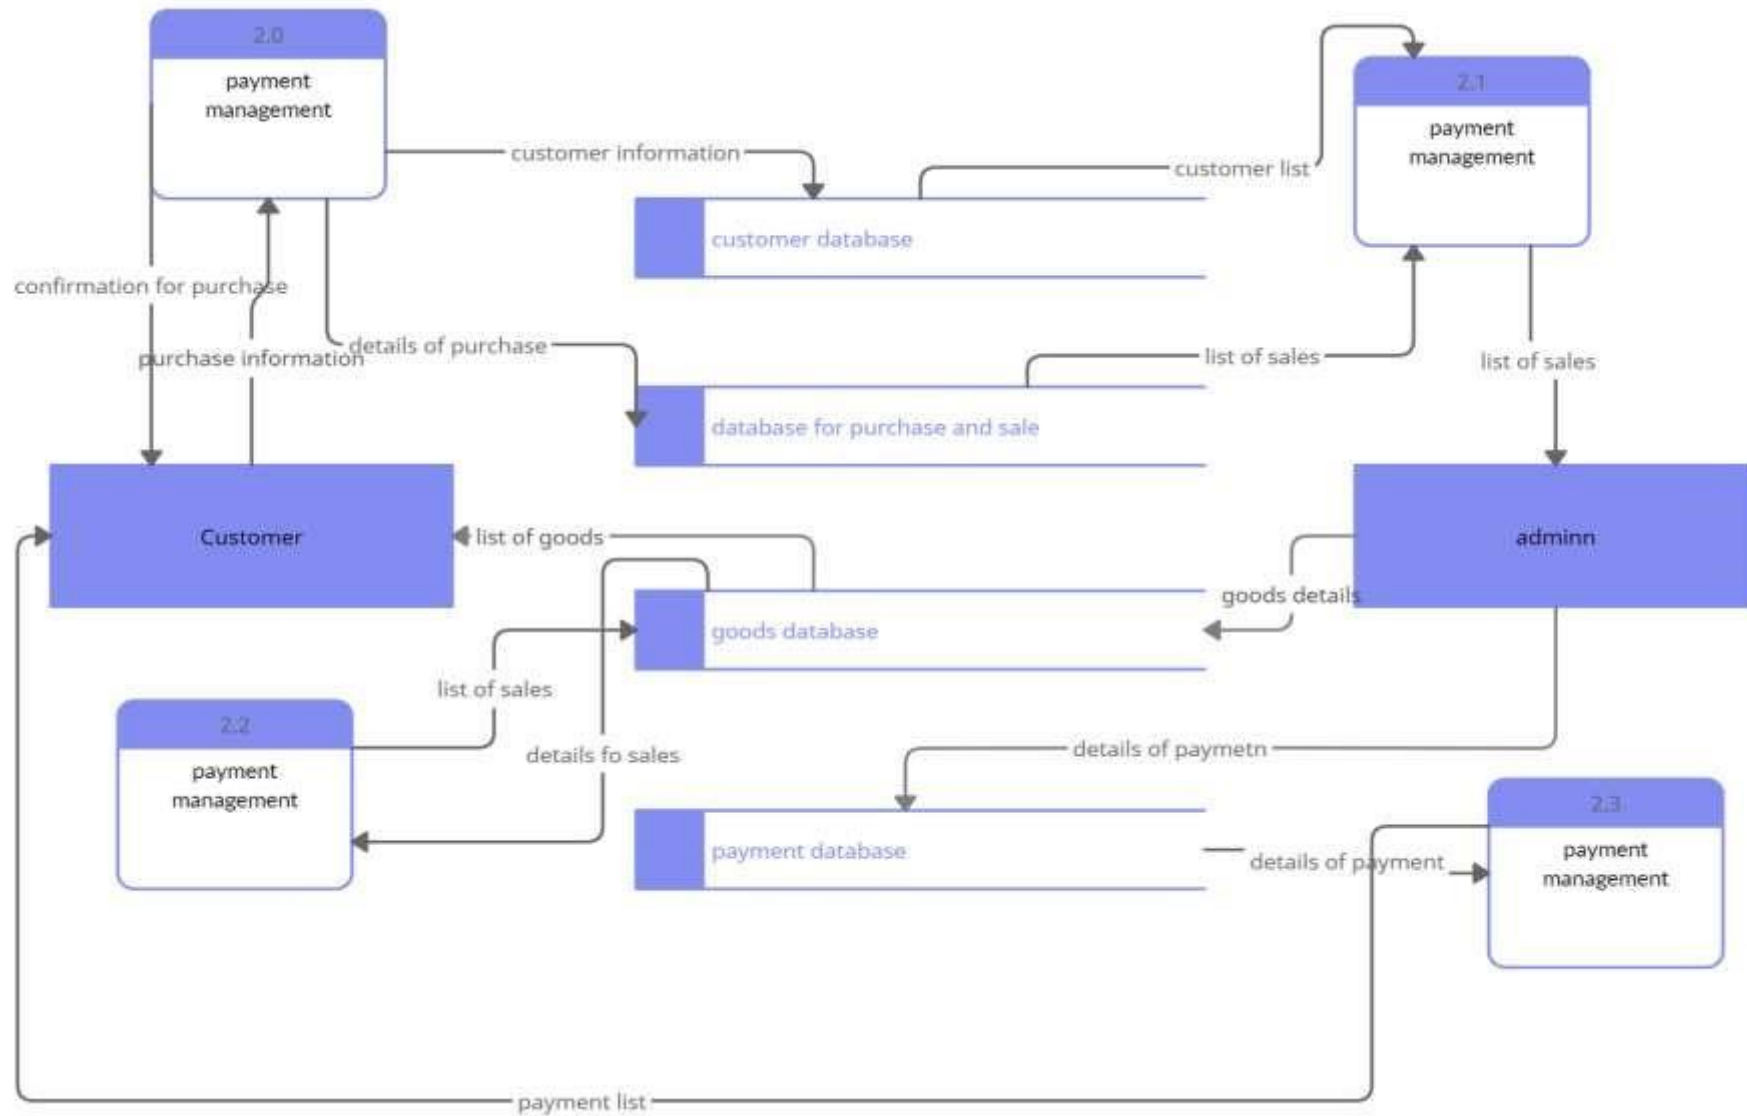 2.0
payment
management
2.1
payment
management
customer information
customer list
customer database
confirmation for purchase
purchase information
details of purchase
list of sales
list of sales
database for purchase and sale
Customer
list of goods
adminn
goods details
goods database
list of sales
2.2
payment
management
details fo sales
details of paymetn
2.3
payment
management
payment database
details of payment
payment list